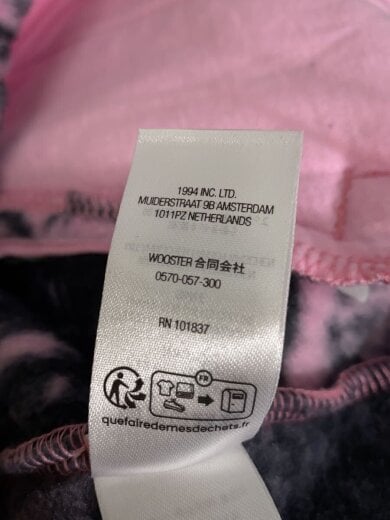 1994 INC. LTD.
MUIDERSTRAAT 9B AMSTERDAM
1011PZ NETHERLANDS
WOOSTER 合同会社
0570-057-300
RN 101837
FR
quefairedemesdechets.fr